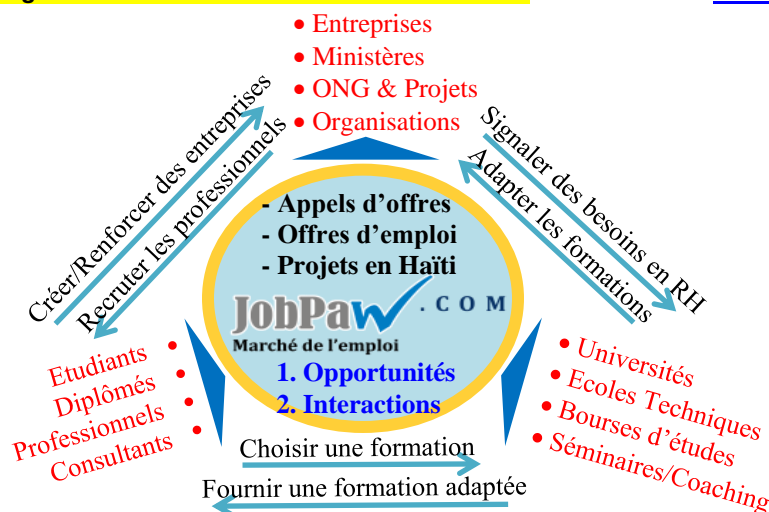 • Entreprises
• Ministères
• ONG & Projets
• Organisations
Créer/Renforcer des entreprises
Recruter les professionnels
Signaler des besoins en RH
Adapter les formations
- Appels d’offres
- Offres d’emploi
- Projets en Haïti
JobPaw.COM
Marché de l'emploi
1. Opportunités
2. Interactions
Etudiants •
Diplômés •
Professionnels •
Consultants •
• Universités
• Ecoles Techniques
• Bourses d’études
• Séminaires/Coaching
Choisir une formation
Fournir une formation adaptée